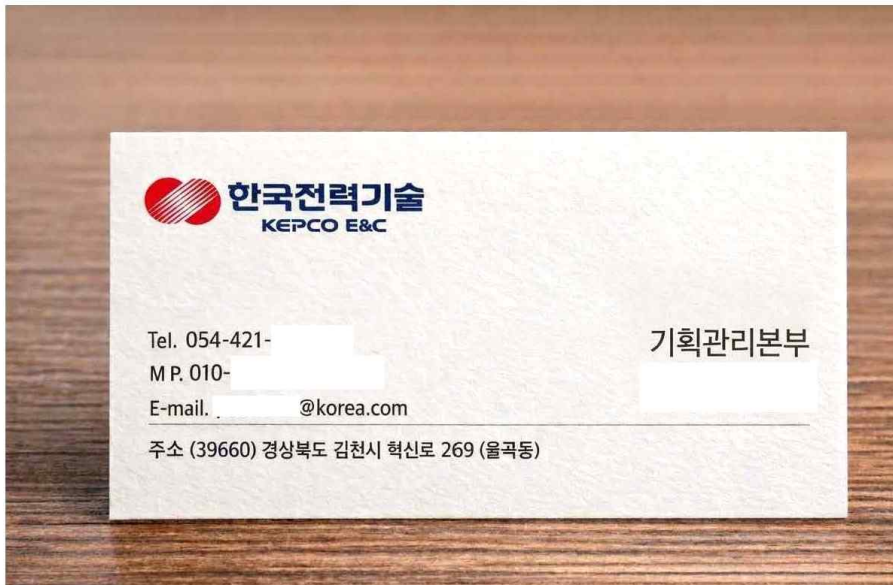 한국전력기술
KEPCO E&C
기획관리본부
Tel. 054-421-
M P. 010-
E-mail. @korea.com
주소 (39660) 경상북도 김천시 혁신로 269 (율곡동)